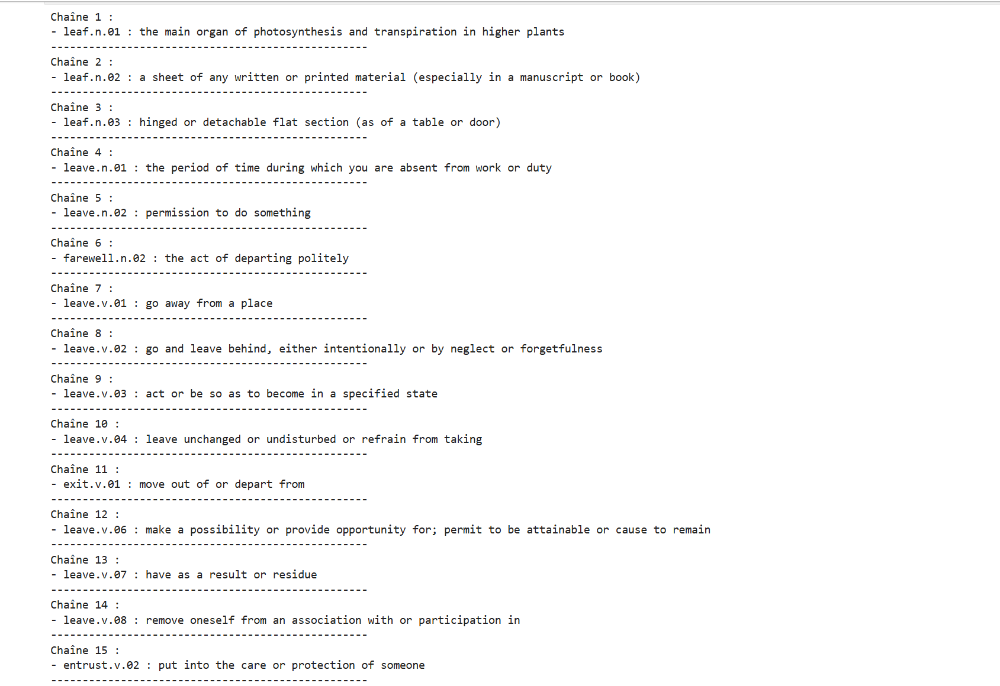 Chaîne 1 :
- leaf.n.01 : the main organ of photosynthesis and transpiration in higher plants
--------------------------------------------------
Chaîne 2 :
- leaf.n.02 : a sheet of any written or printed material (especially in a manuscript or book)
--------------------------------------------------
Chaîne 3 :
- leaf.n.03 : hinged or detachable flat section (as of a table or door)
--------------------------------------------------
Chaîne 4 :
- leave.n.01 : the period of time during which you are absent from work or duty
--------------------------------------------------
Chaîne 5 :
- leave.n.02 : permission to do something
--------------------------------------------------
Chaîne 6 :
- farewell.n.02 : the act of departing politely
--------------------------------------------------
Chaîne 7 :
- leave.v.01 : go away from a place
--------------------------------------------------
Chaîne 8 :
- leave.v.02 : go and leave behind, either intentionally or by neglect or forgetfulness
--------------------------------------------------
Chaîne 9 :
- leave.v.03 : act or be so as to become in a specified state
--------------------------------------------------
Chaîne 10 :
- leave.v.04 : leave unchanged or undisturbed or refrain from taking
--------------------------------------------------
Chaîne 11 :
- exit.v.01 : move out of or depart from
--------------------------------------------------
Chaîne 12 :
- leave.v.06 : make a possibility or provide opportunity for; permit to be attainable or cause to remain
--------------------------------------------------
Chaîne 13 :
- leave.v.07 : have as a result or residue
--------------------------------------------------
Chaîne 14 :
- leave.v.08 : remove oneself from an association with or participation in
--------------------------------------------------
Chaîne 15 :
- entrust.v.02 : put into the care or protection of someone
--------------------------------------------------